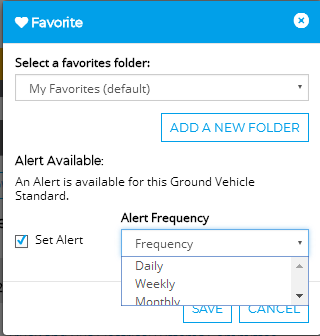 Favorite
Select a favorites folder:
My Favorites (default)
ADD A NEW FOLDER
Alert Available:
An Alert is available for this Ground Vehicle
Standard.
Alert Frequency
Set Alert
Frequency
Daily
Weekly
Monthly
SAVE
CANCEL